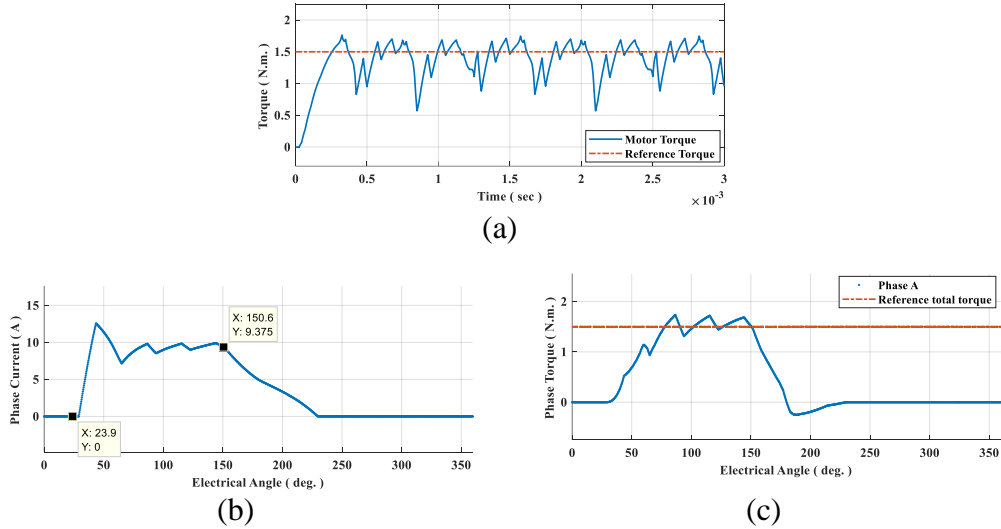 2
1.5
1
0.5
0
Torque ( N.m. )
Motor Torque
Reference Torque
0 0.5 1 1.5 2 2.5 3
Time ( sec )
× 10⁻³
(a)
15
10
5
0
Phase Current ( A )
X: 150.6
Y: 9.375
X: 23.9
Y: 0
0 50 100 150 200 250 300 350
Electrical Angle ( deg. )
(b)
2
1
0
Phase Torque ( N.m. )
Phase A
Reference total torque
0 50 100 150 200 250 300 350
Electrical Angle ( deg. )
(c)